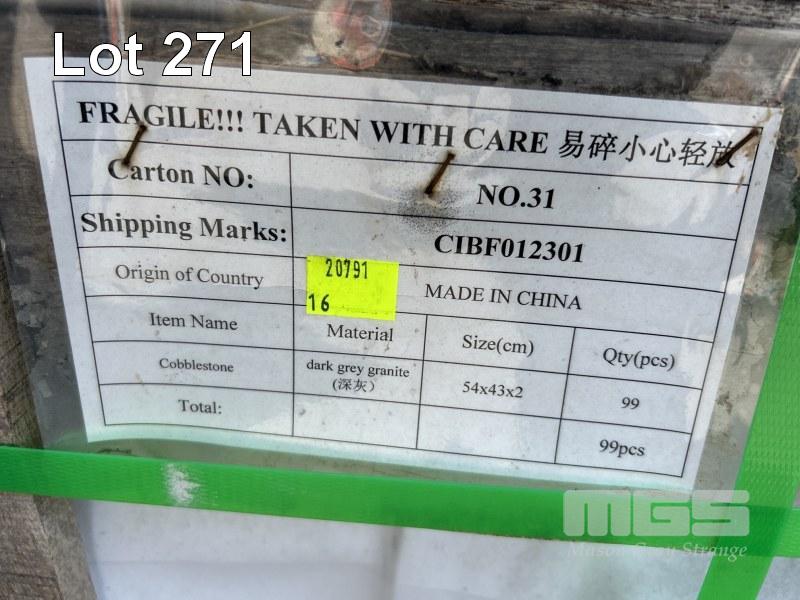 Lot 271
FRAGILE!!! TAKEN WITH CARE 易碎小心轻放
Carton NO: NO.31
Shipping Marks: CIBF012301
Origin of Country MADE IN CHINA
20791
16
Item Name Material Size(cm) Qty(pcs)
Cobblestone dark grey granite 54x43x2 99
(深灰)
Total: 99pcs
MGS
Mason Gray Strange